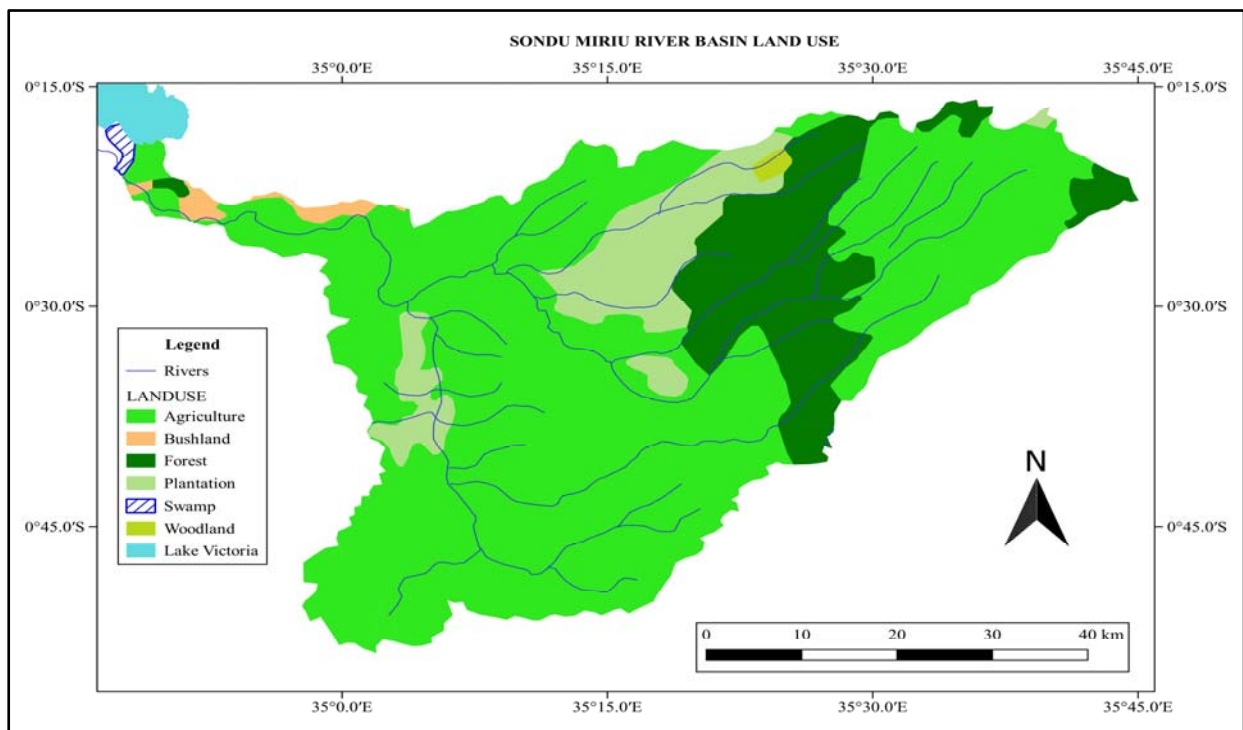 SONDU MIRIU RIVER BASIN LAND USE
35°0.0'E 35°15.0'E 35°30.0'E 35°45.0'E
0°15.0'S 0°15.0'S
0°30.0'S 0°30.0'S
Legend
Rivers
LANDUSE
Agriculture
Bushland
Forest
Plantation
Swamp
Woodland
Lake Victoria
N
0°45.0'S 0°45.0'S
0 10 20 30 40 km
35°0.0'E 35°15.0'E 35°30.0'E 35°45.0'E